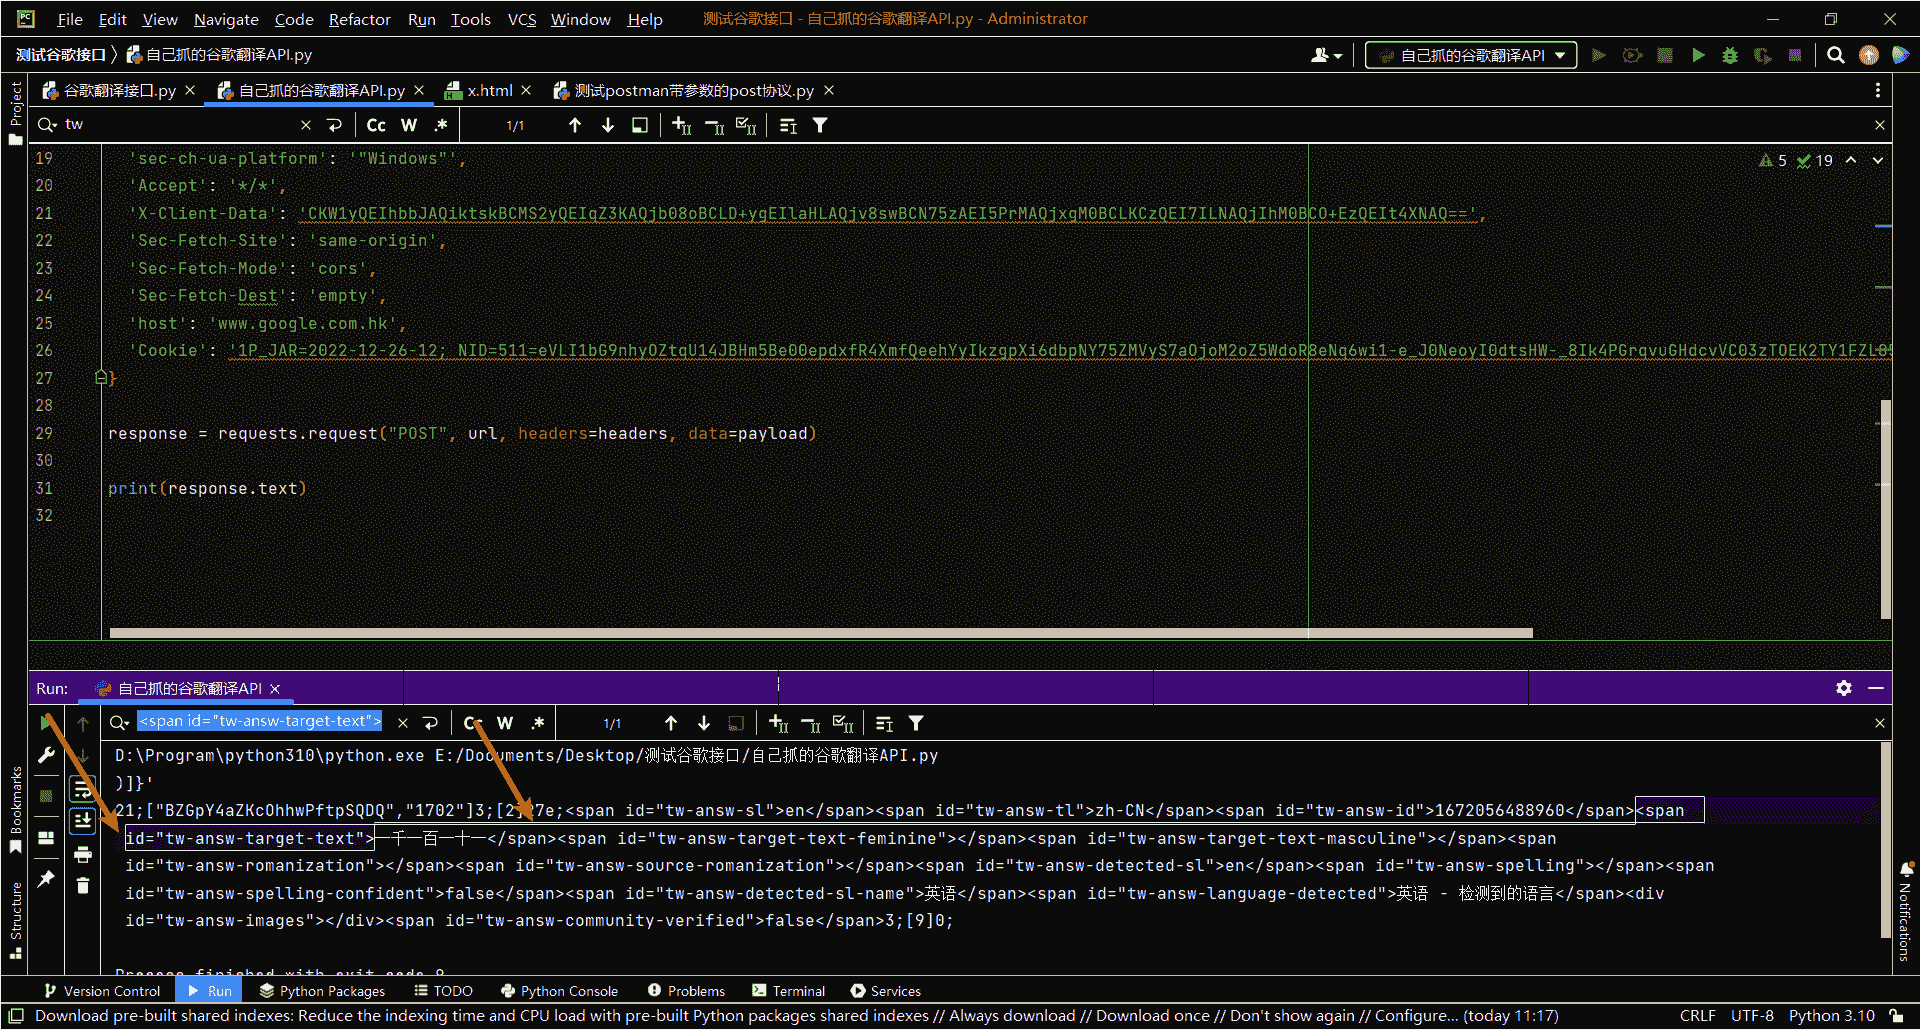 File Edit View Navigate Code Refactor Run Tools VCS Window Help 测试谷歌接口 - 自己抓的谷歌翻译API.py - Administrator
测试谷歌接口 〉 自己抓的谷歌翻译API.py 自己抓的谷歌翻译API
Project
谷歌翻译接口.py 自己抓的谷歌翻译API.py x.html 测试postman带参数的post协议.py
tw Cc W .* 1/1
5 19
19 'sec-ch-ua-platform': '"Windows"',
20 'Accept': '*/*',
21 'X-Client-Data': 'CKW1yQEIhbbJAQiktskBCMS2yQEIqZ3KAQjb08oBCLD+ygEIlaHLAQjv8swBCN75zAEI5PrMAQjxgM0BCLKCzQEI7ILNAQjIhM0BCO+EzQEIt4XNAQ==',
22 'Sec-Fetch-Site': 'same-origin',
23 'Sec-Fetch-Mode': 'cors',
24 'Sec-Fetch-Dest': 'empty',
25 'host': 'www.google.com.hk',
26 'Cookie': '1P_JAR=2022-12-26-12; NID=511=
27 }
28
29 response = requests.request("POST", url, headers=headers, data=payload)
30
31 print(response.text)
32
Run: 自己抓的谷歌翻译API
<span id="tw-answ-target-text"> Cc W .* 1/1
D:\Program\python310\python.exe E:/Documents/Desktop/测试谷歌接口/自己抓的谷歌翻译API.py
)]}'
21;["BZGpY4aZKcOhhwPftpSQDQ","1702"]3;[2] 27e;<span id="tw-answ-sl">en</span><span id="tw-answ-tl">zh-CN</span><span id="tw-answ-id">1672056488960</span><span
id="tw-answ-target-text">一千一百一十一</span><span id="tw-answ-target-text-feminine"></span><span id="tw-answ-target-text-masculine"></span><span
id="tw-answ-romanization"></span><span id="tw-answ-source-romanization"></span><span id="tw-answ-detected-sl">en</span><span id="tw-answ-spelling"></span><span
id="tw-answ-spelling-confident">false</span><span id="tw-answ-detected-sl-name">英语</span><span id="tw-answ-language-detected">英语 - 检测到的语言</span><div
id="tw-answ-images"></div><span id="tw-answ-community-verified">false</span>3;[9]0;
Process finished with exit code 0
Bookmarks
Structure
Notifications
Version Control Run Python Packages TODO Python Console Problems Terminal Services
Download pre-built shared indexes: Reduce the indexing time and CPU load with pre-built Python packages shared indexes // Always download // Download once // Don't show again // Configure... (today 11:17) CRLF UTF-8 Python 3.10